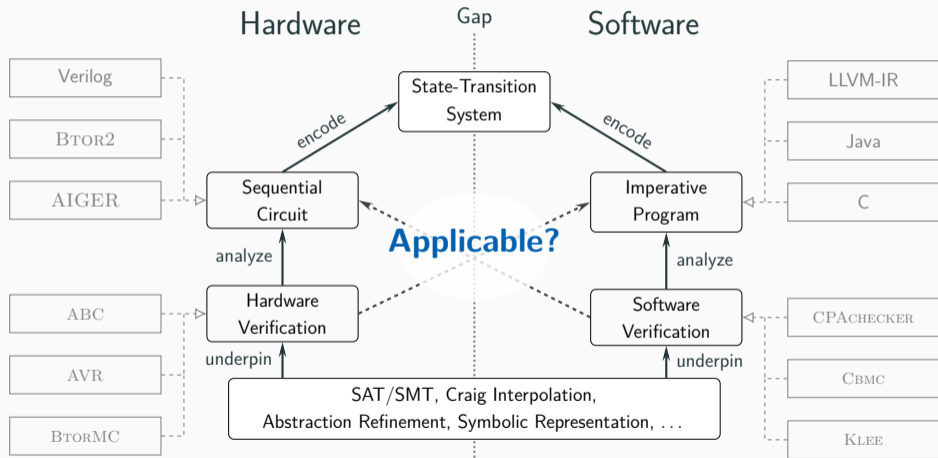 Hardware
Gap
Software
Verilog
BTOR2
AIGER
State-Transition
System
LLVM-IR
Java
C
encode
encode
Sequential
Circuit
Imperative
Program
Applicable?
analyze
analyze
ABC
AVR
BTORMC
Hardware
Verification
Software
Verification
CPACHECKER
CBMC
KLEE
underpin
underpin
SAT/SMT, Craig Interpolation,
Abstraction Refinement, Symbolic Representation, ...